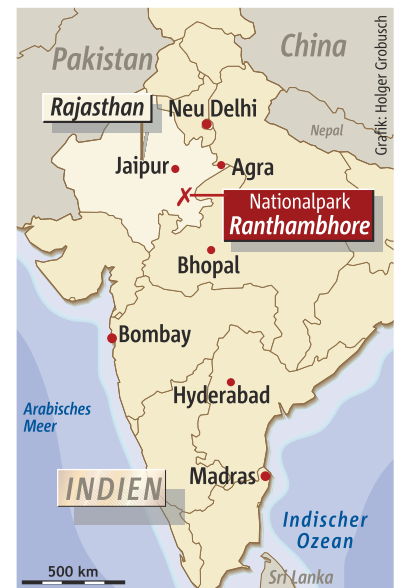 Pakistan
China
Grafik: Holger Grobusch
Rajasthan
Neu Delhi
Nepal
Jaipur
Agra
Nationalpark
Ranthambhore
Bhopal
Bombay
Hyderabad
Arabisches
Meer
Madras
INDIEN
Indischer
Ozean
500 km
Sri Lanka